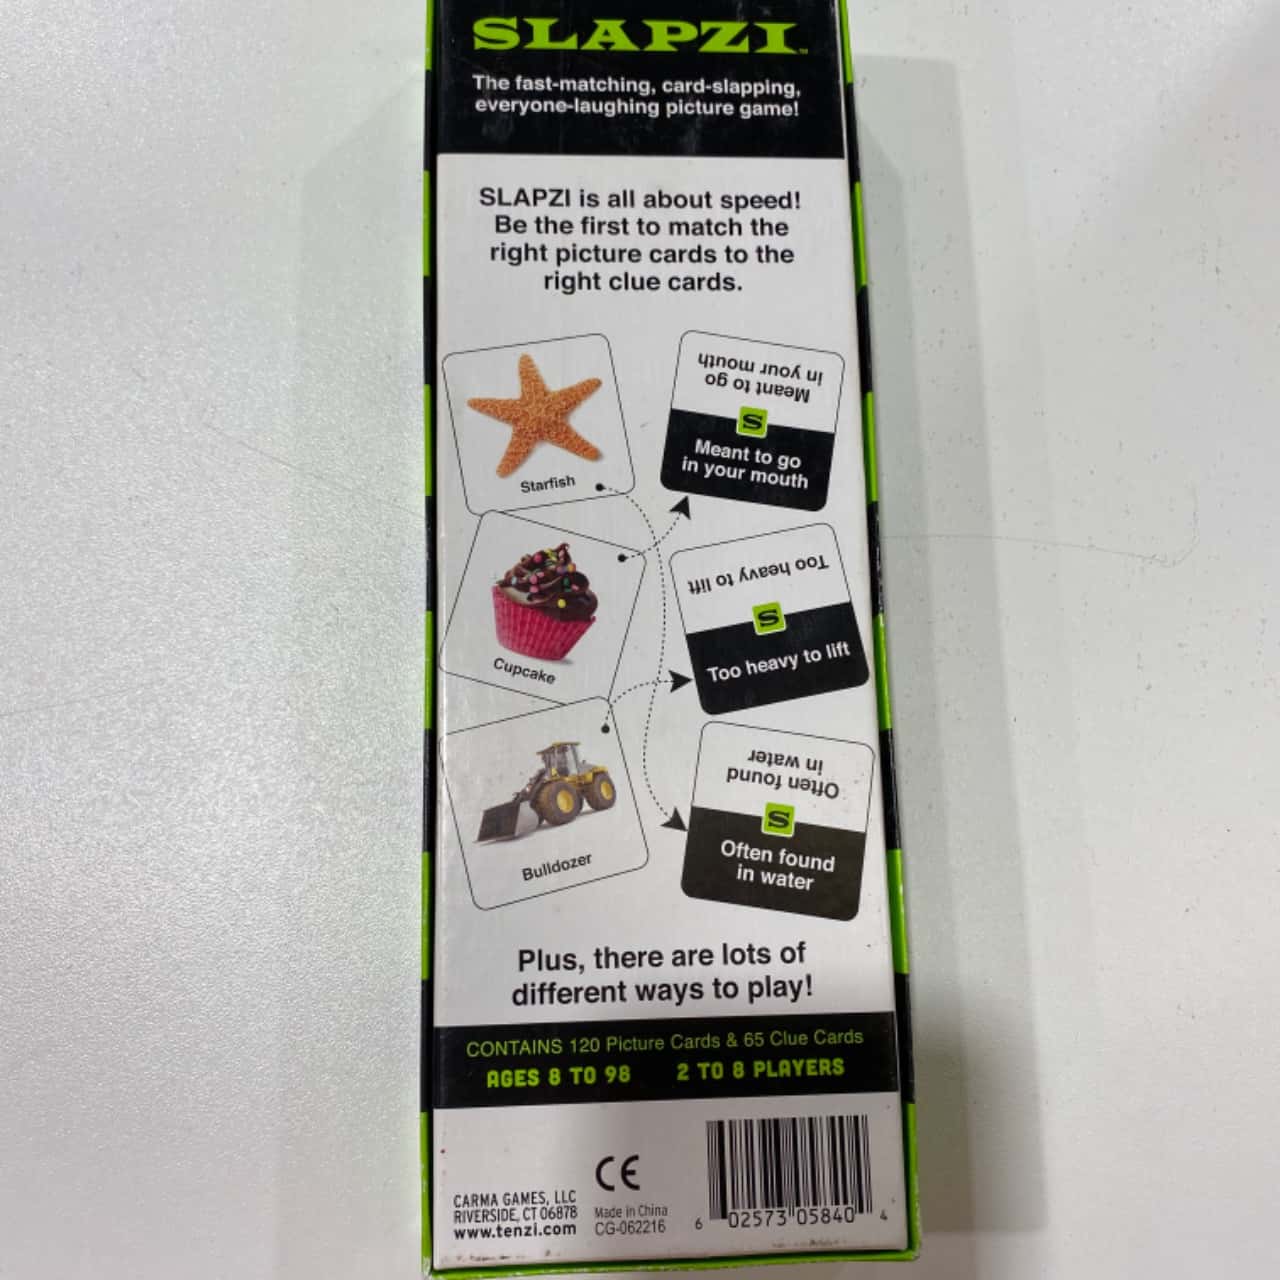 SLAPZI™
The fast-matching, card-slapping,
everyone-laughing picture game!
SLAPZI is all about speed!
Be the first to match the
right picture cards to the
right clue cards.
Starfish
Meant to go
in your mouth
S
Meant to go
in your mouth
Cupcake
Too heavy to lift
S
Too heavy to lift
Bulldozer
Often found
in water
S
Often found
in water
Plus, there are lots of
different ways to play!
CONTAINS 120 Picture Cards & 65 Clue Cards
AGES 8 TO 98 2 TO 8 PLAYERS
CARMA GAMES, LLC
RIVERSIDE, CT 06878
www.tenzi.com
CE
Made in China
CG-062216
6 02573 05840 4